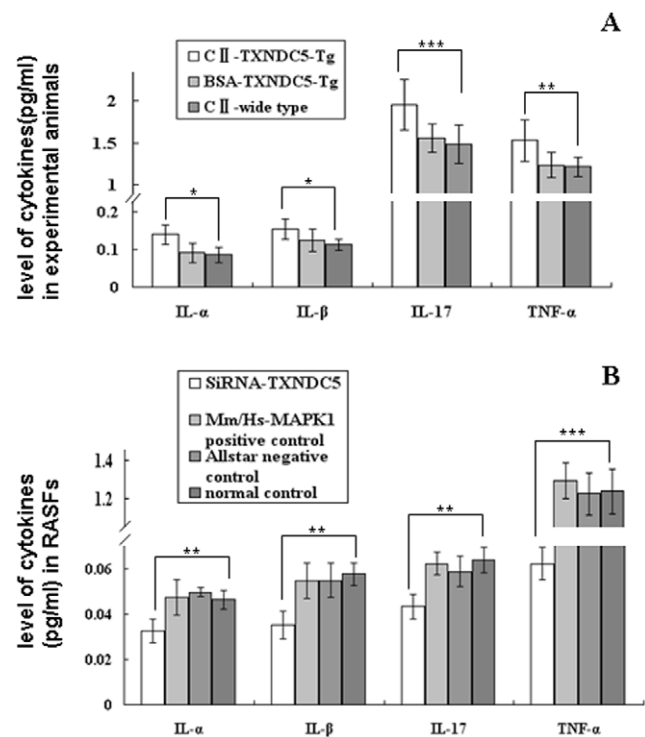 A
level of cytokines(pg/ml)
in experimental animals
CⅡ-TXNDC5-Tg
BSA-TXNDC5-Tg
CⅡ-wide type
2
1.5
1
0.2
0.1
0
*
*
***
**
IL-α
IL-β
IL-17
TNF-α
B
level of cytokines
(pg/ml) in RASFs
SiRNA-TXNDC5
Mm/Hs-MAPK1
positive control
Allstar negative
control
normal control
1.4
1.2
0.06
0.04
0.02
0
**
**
**
***
IL-α
IL-β
IL-17
TNF-α